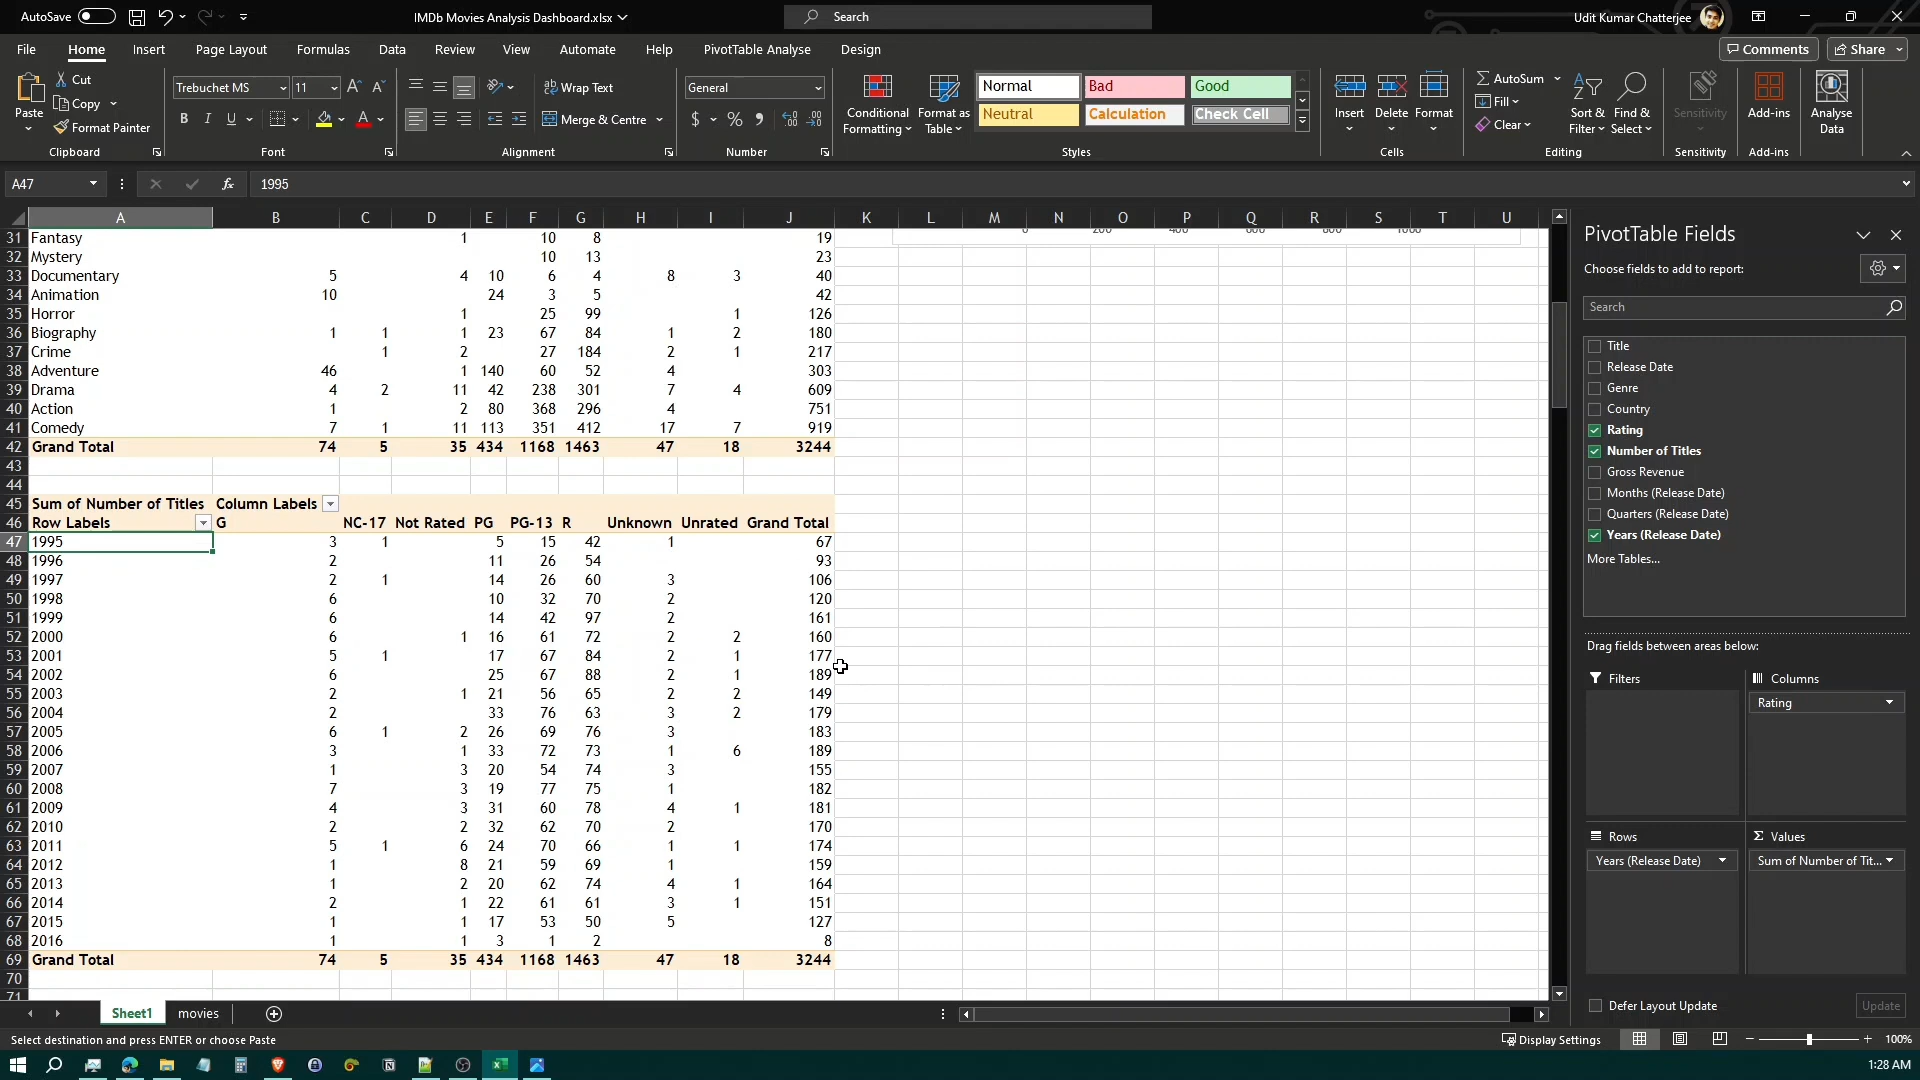 AutoSave
IMDb Movies Analysis Dashboard.xlsx
Search
Udit Kumar Chatterjee
File Home Insert Page Layout Formulas Data Review View Automate Help PivotTable Analyse Design
Comments Share
Paste Cut
Copy
Format Painter
Clipboard
Trebuchet MS 11
B I U
Font
Wrap Text
Merge & Centre
Alignment
General
Number
Conditional Formatting
Format as Table
Normal Bad Good
Neutral Calculation Check Cell
Styles
Insert Delete Format
Cells
AutoSum
Fill
Clear
Sort & Filter
Find & Select
Editing
Sensitivity
Sensitivity
Add-ins
Add-ins
Analyse Data
A47 fx 1995
A B C D E F G H I J K L M N O P Q R S T U
31 Fantasy 1 10 8 19
32 Mystery 10 13 23
33 Documentary 5 4 10 6 4 8 3 40
34 Animation 10 24 3 5 42
35 Horror 1 25 99 1 126
36 Biography 1 1 1 23 67 84 1 2 180
37 Crime 1 2 27 184 2 1 217
38 Adventure 46 1 140 60 52 4 303
39 Drama 4 2 11 42 238 301 7 4 609
40 Action 1 2 80 368 296 4 751
41 Comedy 7 1 11 113 351 412 17 7 919
42 Grand Total 74 5 35 434 1168 1463 47 18 3244
43
44
45 Sum of Number of Titles Column Labels
46 Row Labels G NC-17 Not Rated PG PG-13 R Unknown Unrated Grand Total
47 1995 3 1 5 15 42 1 67
48 1996 2 11 26 54 93
49 1997 2 1 14 26 60 3 106
50 1998 6 10 32 70 2 120
51 1999 6 14 42 97 2 161
52 2000 6 1 16 61 72 2 2 160
53 2001 5 1 17 67 84 2 1 177
54 2002 6 25 67 88 2 1 189
55 2003 2 1 21 56 65 2 2 149
56 2004 2 33 76 63 3 2 179
57 2005 6 1 2 26 69 76 3 183
58 2006 3 1 33 72 73 1 6 189
59 2007 1 3 20 54 74 3 155
60 2008 7 3 19 77 75 1 182
61 2009 4 3 31 60 78 4 1 181
62 2010 2 2 32 62 70 2 170
63 2011 5 1 6 24 70 66 1 1 174
64 2012 1 8 21 59 69 1 159
65 2013 1 2 20 62 74 4 1 164
66 2014 2 1 22 61 61 3 1 151
67 2015 1 1 17 53 50 5 127
68 2016 1 1 3 1 2 8
69 Grand Total 74 5 35 434 1168 1463 47 18 3244
70
71
0 200 400 600 800 1000
PivotTable Fields
Choose fields to add to report:
Search
Title
Release Date
Genre
Country
Rating
Number of Titles
Gross Revenue
Months (Release Date)
Quarters (Release Date)
Years (Release Date)
More Tables...
Drag fields between areas below:
Filters
Columns
Rating
Rows
Years (Release Date)
Σ Values
Sum of Number of Tit...
Defer Layout Update Update
Sheet1 movies
Select destination and press ENTER or choose Paste
Display Settings
100%
1:28 AM